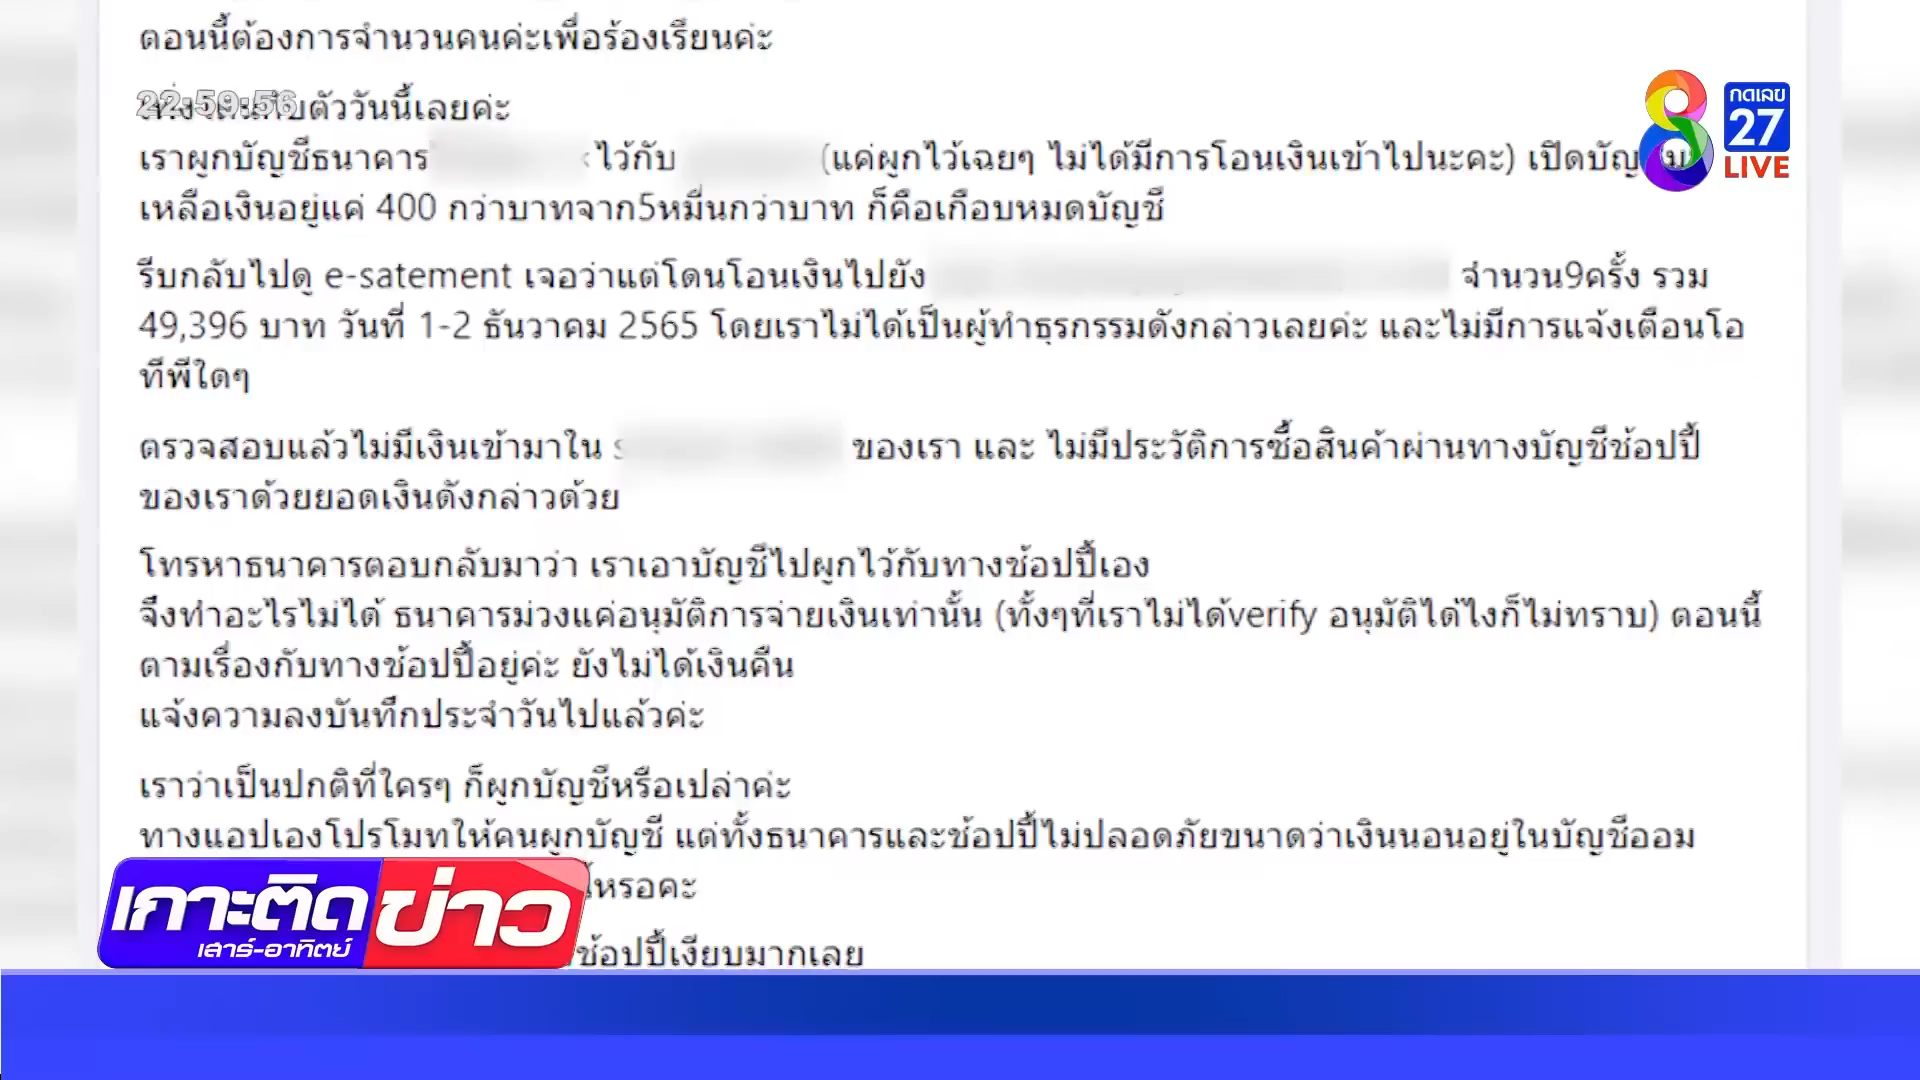 ตอนนี้ต้องการจำนวนคนค่ะเพื่อร้องเรียนค่ะ
22:59:56
ตัววันนี้เลยค่ะ
กดเลข
27
LIVE
เราผูกบัญชีธนาคาร ไว้กับ (แค่ผูกไว้เฉยๆ ไม่ได้มีการโอนเงินเข้าไปนะคะ)
เหลือเงินอยู่แค่ 400 กว่าบาทจาก5หมื่นกว่าบาท ก็คือเกือบหมดบัญชี
รีบกลับไปดู e-satement เจอว่าแต่โดนโอนเงินไปยัง จำนวน9ครั้ง รวม
49,396 บาท วันที่ 1-2 ธันวาคม 2565 โดยเราไม่ได้เป็นผู้ทำธุรกรรมดังกล่าวเลยค่ะ และไม่มีการแจ้งเตือนโอ
ทีพีใดๆ
ตรวจสอบแล้วไม่มีเงินเข้ามาใน ของเรา และ ไม่มีประวัติการซื้อสินค้าผ่านทางบัญชีช้อปปี้
ของเราด้วยยอดเงินดังกล่าวด้วย
โทรหาธนาคารตอบกลับมาว่า เราเอาบัญชีไปผูกไว้กับทางช้อปปี้เอง
จึงทำอะไรไม่ได้ ธนาคารม่วงแค่อนุมัติการจ่ายเงินเท่านั้น (ทั้งๆที่เราไม่ได้verify อนุมัติได้ไงก็ไม่ทราบ) ตอนนี้
ตามเรื่องกับทางช้อปปี้อยู่ค่ะ ยังไม่ได้เงินคืน
แจ้งความลงบันทึกประจำวันไปแล้วค่ะ
เราว่าเป็นปกติที่ใครๆ ก็ผูกบัญชีหรือเปล่าค่ะ
ทางแอปเองโปรโมทให้คนผูกบัญชี แต่ทั้งธนาคารและช้อปปี้ไม่ปลอดภัยขนาดว่าเงินนอนอยู่ในบัญชีออม
หรอคะ
ช้อปปี้เงียบมากเลย
เกาะติดข่าว
เสาร์-อาทิตย์